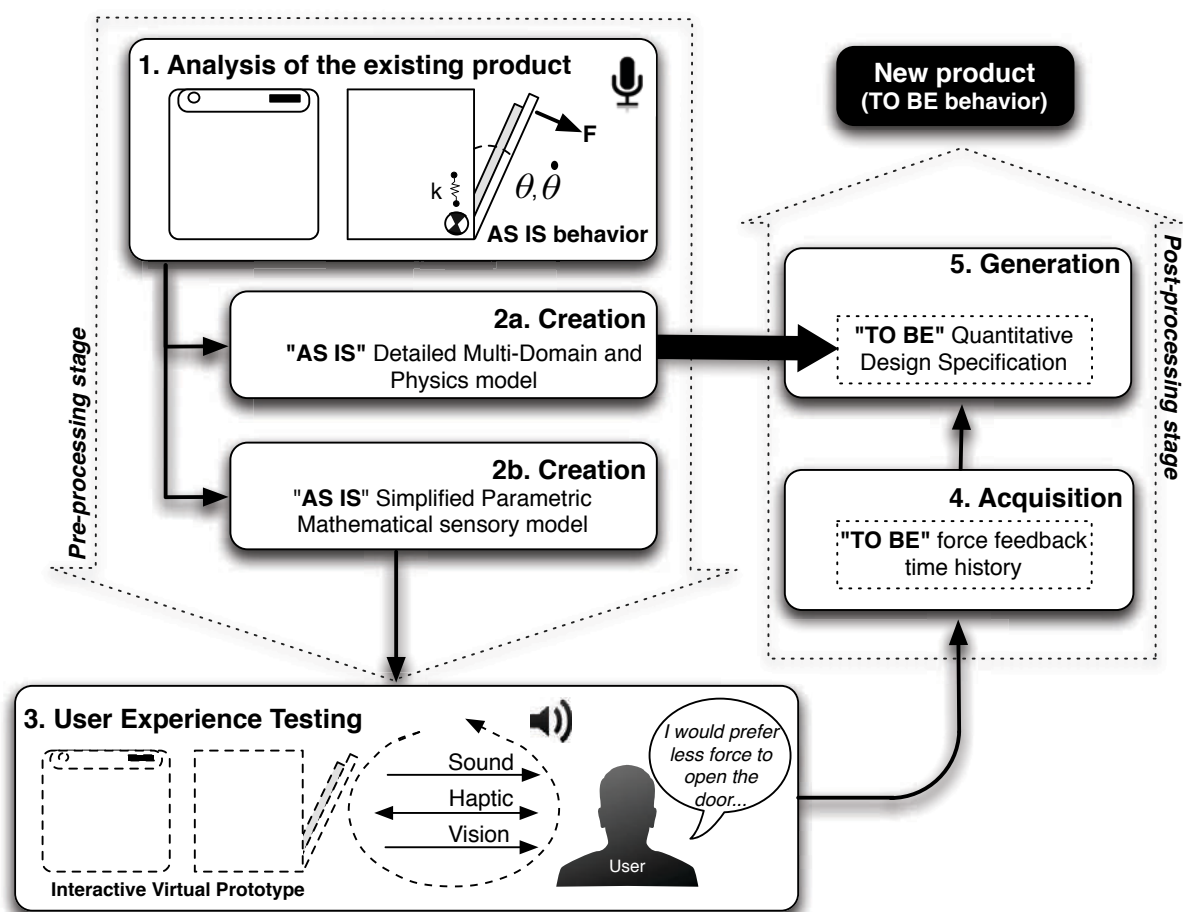 1. Analysis of the existing product
F
k
θ, θ̇
AS IS behavior
Pre-processing stage
2a. Creation
"AS IS" Detailed Multi-Domain and
Physics model
2b. Creation
"AS IS" Simplified Parametric
Mathematical sensory model
3. User Experience Testing
Sound
Haptic
Vision
Interactive Virtual Prototype
I would prefer
less force to
open the
door...
User
New product
(TO BE behavior)
Post-processing stage
5. Generation
"TO BE" Quantitative
Design Specification
4. Acquisition
"TO BE" force feedback
time history